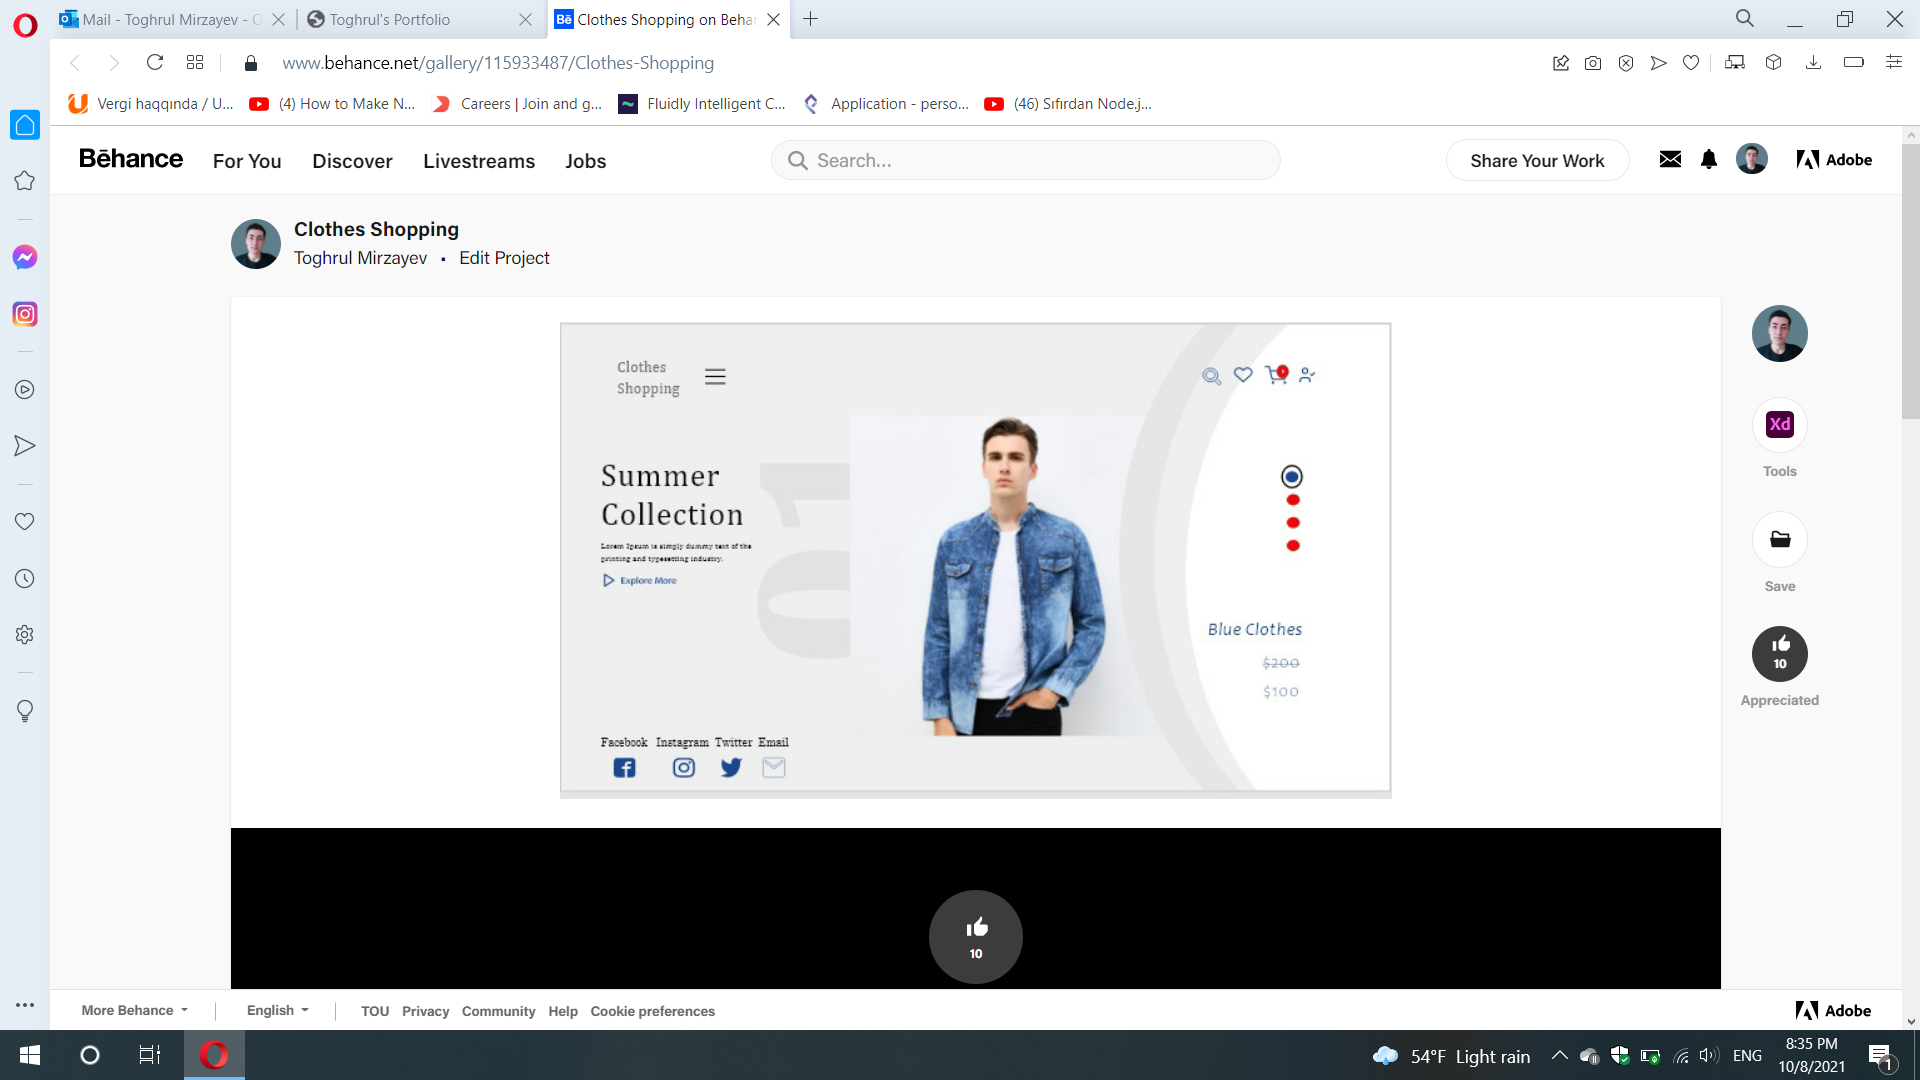 Mail - Toghrul Mirzayev - O
Toghrul's Portfolio
Bē Clothes Shopping on Behan
www.behance.net/gallery/115933487/Clothes-Shopping
Vergi haqqında / U...
(4) How to Make N...
Careers | Join and g...
Fluidly Intelligent C...
Application - perso...
(46) Sıfırdan Node.j...
Bēhance
For You
Discover
Livestreams
Jobs
Search...
Share Your Work
Adobe
Clothes Shopping
Toghrul Mirzayev • Edit Project
Clothes
Shopping
01
Summer
Collection
Lorem Ipsum is simply dummy text of the
printing and typesetting industry.
Explore More
Blue Clothes
$200
$100
Facebook Instagram Twitter Email
Xd
Tools
Save
10
Appreciated
10
More Behance
English
TOU
Privacy
Community
Help
Cookie preferences
Adobe
54°F Light rain
ENG
8:35 PM
10/8/2021
1